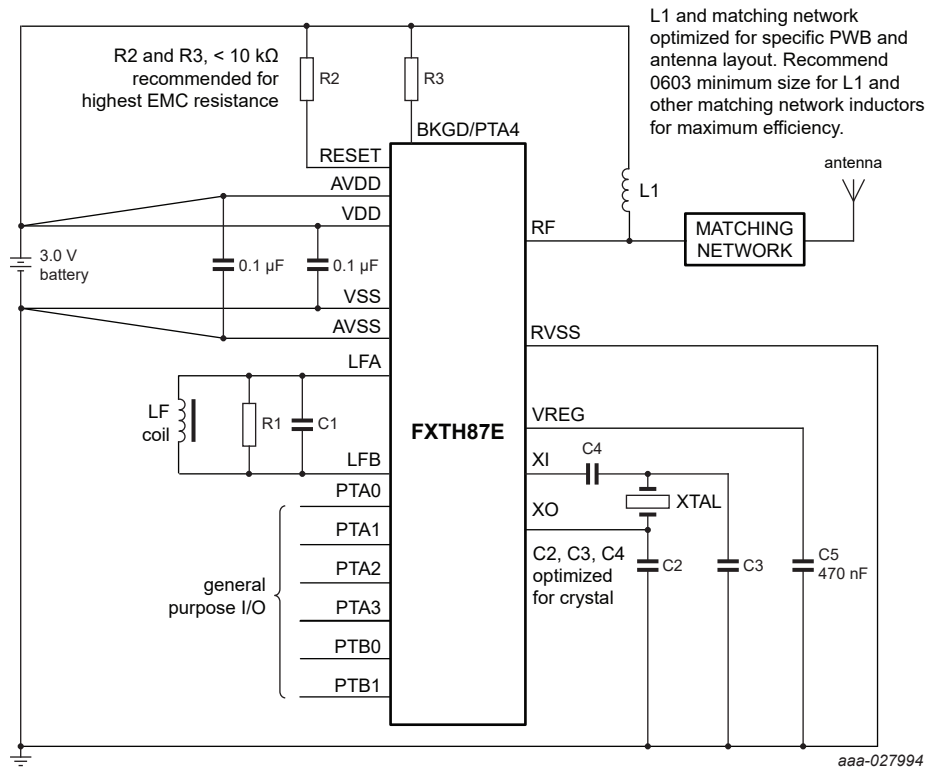 L1 and matching network
optimized for specific PWB and
antenna layout. Recommend
0603 minimum size for L1 and
other matching network inductors
for maximum efficiency.
R2 and R3, < 10 kΩ
recommended for
highest EMC resistance
R2
R3
BKGD/PTA4
RESET
AVDD
VDD
3.0 V
battery
0.1 µF
0.1 µF
VSS
AVSS
LFA
LF
coil
R1
C1
LFB
PTA0
PTA1
PTA2
PTA3
PTB0
PTB1
general
purpose I/O
FXTH87E
antenna
L1
RF
MATCHING
NETWORK
RVSS
VREG
C4
XI
XTAL
XO
C2, C3, C4
optimized
for crystal
C2
C3
C5
470 nF
aaa-027994